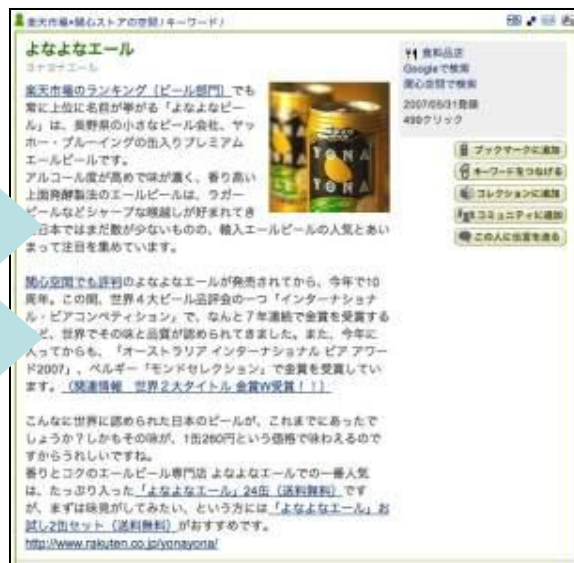 楽天市場・関心ストアの空間 / キーワード /
よなよなエール
ヨナヨナエール
楽天市場のランキング（ビール部門）でも
常に上位に名前が挙がる「よなよなビー
ル」は、長野県の小さなビール会社、ヤッ
ホー・ブルーイングの缶入りプレミアム
エールビールです。
アルコール度が高めで味が濃く、香り高い
上面発酵製法のエールビールは、ラガー
ビールなどシャープな喉越しが好まれてき
日本ではまだ数が少ないものの、輸入エールビールの人気とあい
まって注目を集めています。
関心空間でも評判のよなよなエールが発売されてから、今年で10
周年。この間、世界4大ビール品評会の一つ「インターナショナ
ル・ビアコンペティション」で、なんと7年連続で金賞を受賞する
ど、世界でその味と品質が認められてきました。また、今年に
入ってからも、「オーストラリア インターナショナル ビア アワー
ド2007」、ベルギー「モンドセレクション」で金賞を受賞してい
ます。（関連情報 世界2大タイトル 金賞W受賞！！）
こんなに世界に認められた日本のビールが、これまでにあったで
しょうか？しかもその味が、1缶260円という価格で味わえるので
すからうれしいですね。
香りとコクのエールビール専門店 よなよなエールでの一番人気
は、たっぷり入った「よなよなエール」24缶（送料無料）です
が、まずは味見がしてみたい、という方には「よなよなエール」お
試し2缶セット（送料無料）がおすすめです。
http://www.rakuten.co.jp/yonayona/
YONA
YONA
食料品店
Googleで検索
関心空間で検索
2007/05/31登録
498クリック
ブックマークに追加
キーワードをつなげる
コレクションに追加
コミュニティに追加
この人に伝言を送る